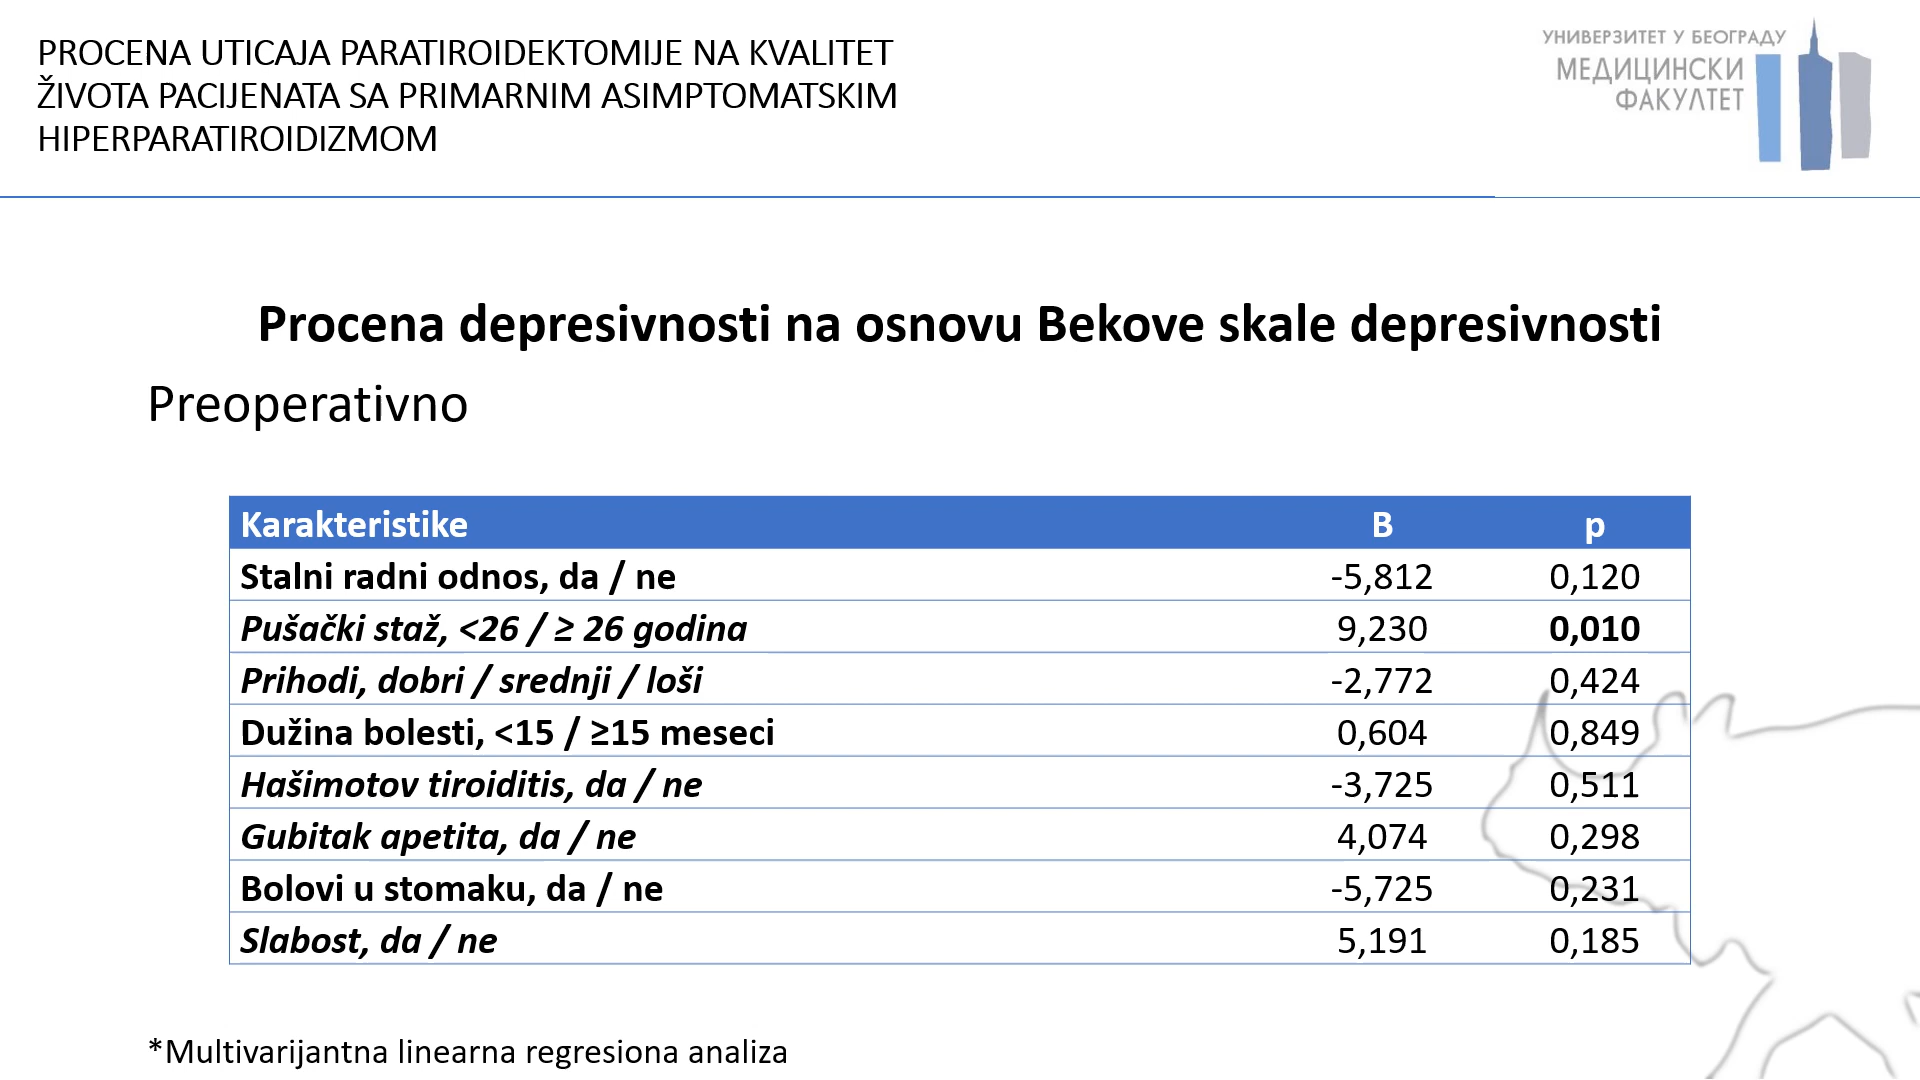 PROCENA UTICAJA PARATIROIDEKTOMIJE NA KVALITET
ŽIVOTA PACIJENATA SA PRIMARNIM ASIMPTOMATSKIM
HIPERPARATIROIDIZMOM
УНИВЕРЗИТЕТ У БЕОГРАДУ
МЕДИЦИНСКИ
ФАКУЛТЕТ
Procena depresivnosti na osnovu Bekove skale depresivnosti
Preoperativno
Karakteristike B p
Stalni radni odnos, da / ne -5,812 0,120
Pušački staž, <26 / ≥ 26 godina 9,230 0,010
Prihodi, dobri / srednji / loši -2,772 0,424
Dužina bolesti, <15 / ≥15 meseci 0,604 0,849
Hašimotov tiroiditis, da / ne -3,725 0,511
Gubitak apetita, da / ne 4,074 0,298
Bolovi u stomaku, da / ne -5,725 0,231
Slabost, da / ne 5,191 0,185
*Multivarijantna linearna regresiona analiza